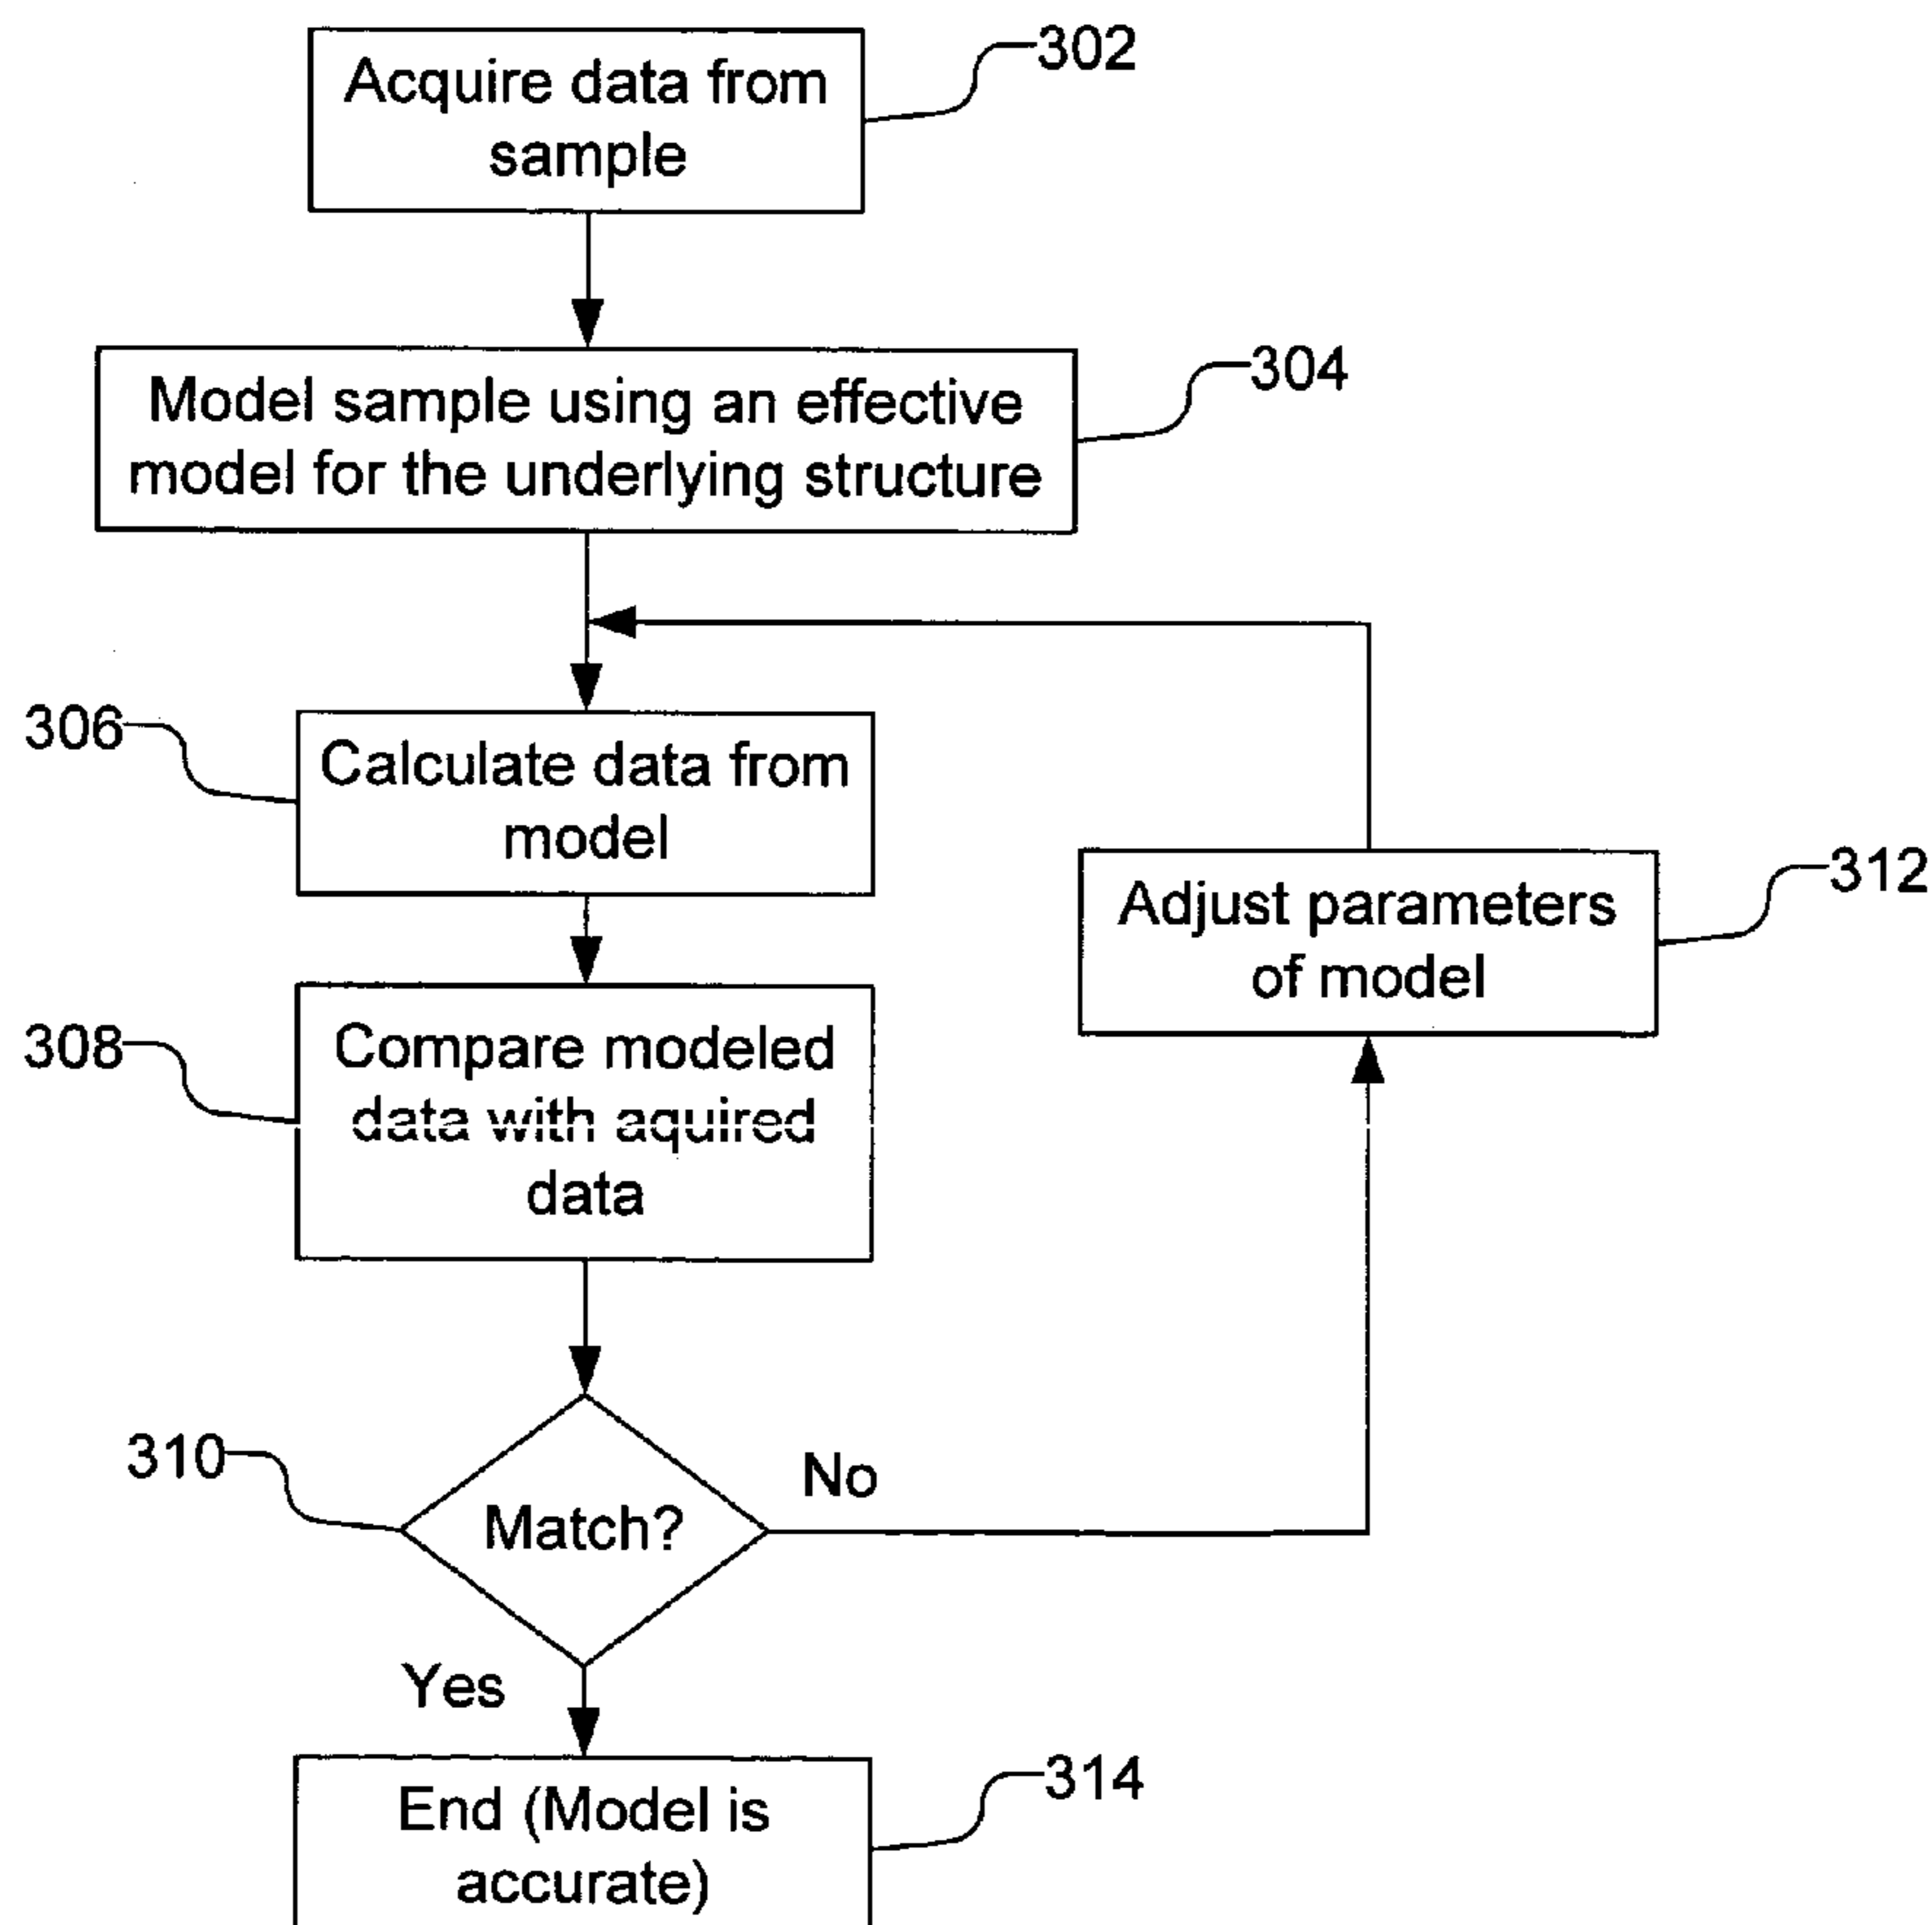 302
Acquire data from
sample
304
Model sample using an effective
model for the underlying structure
306
Calculate data from
model
312
Adjust parameters
of model
308
Compare modeled
data with aquired
data
310
Match?
No
Yes
314
End (Model is
accurate)